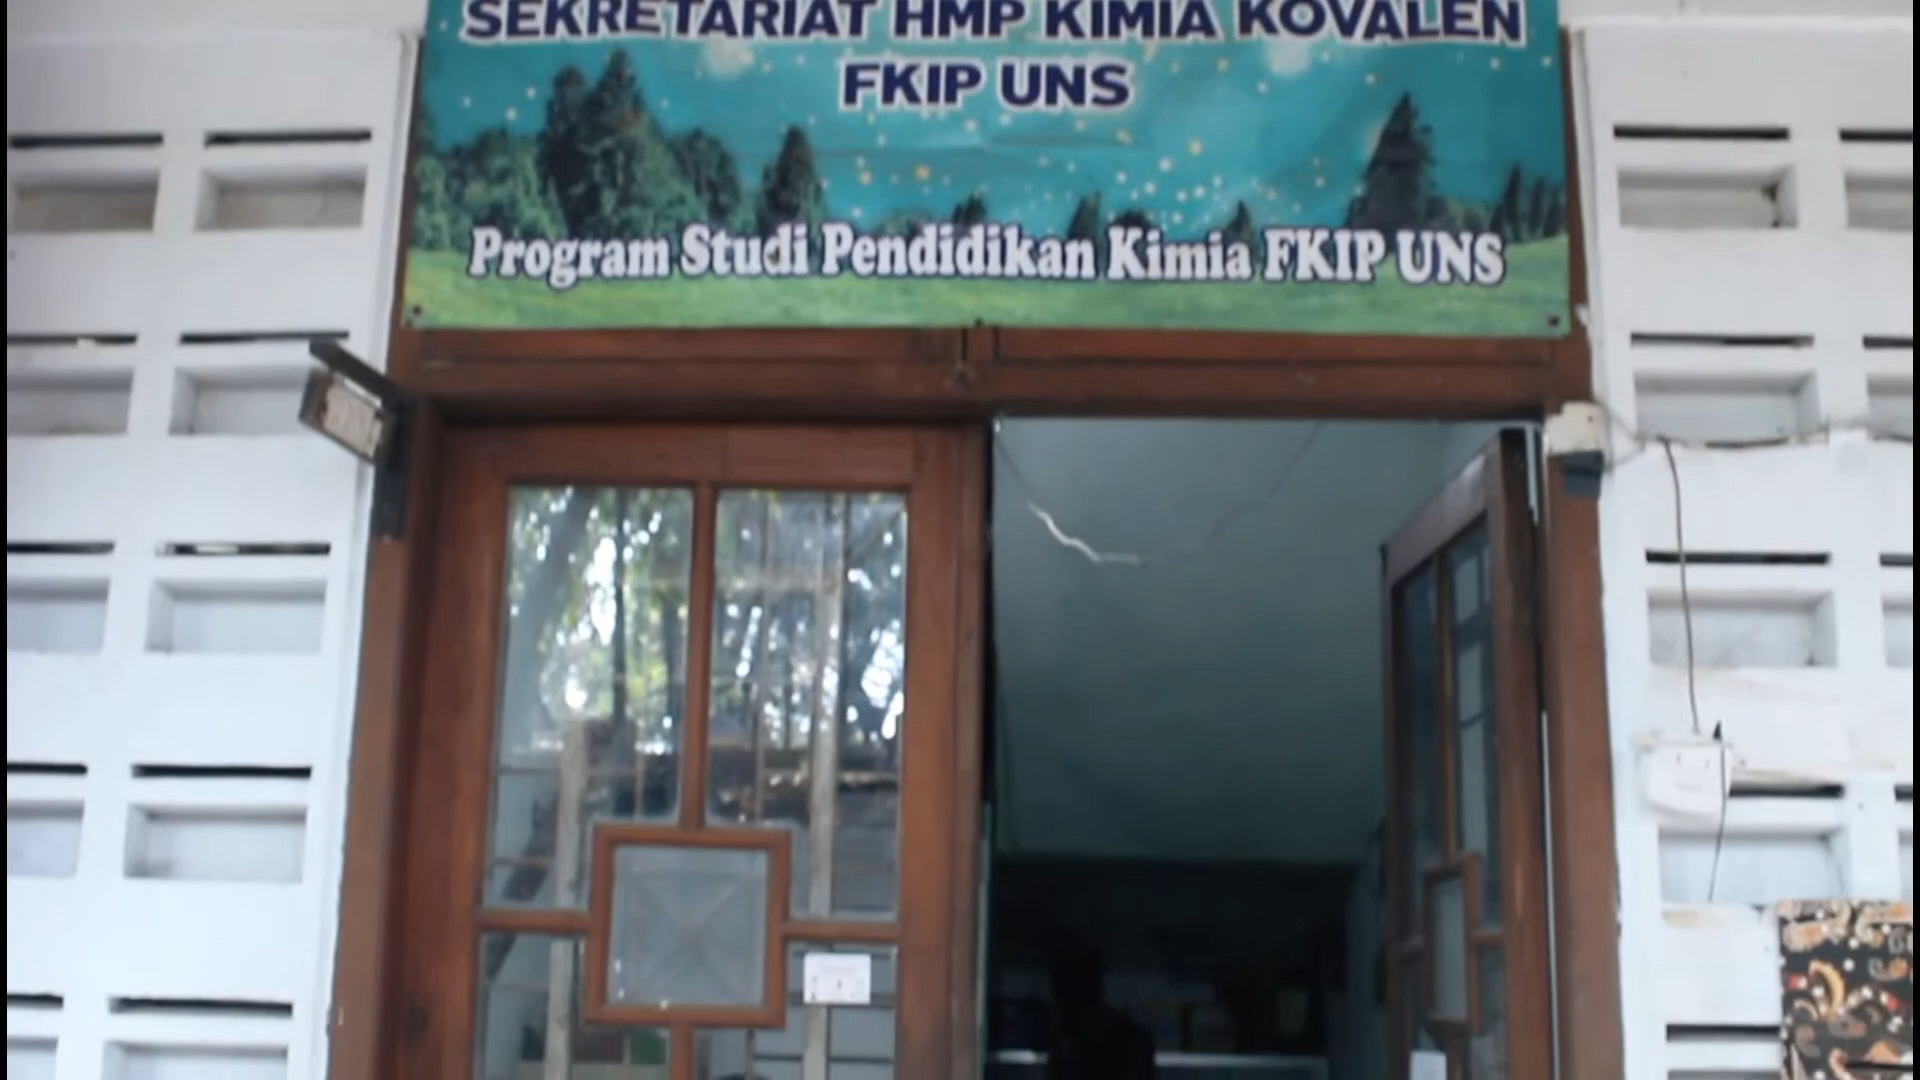 SEKRETARIAT HMP KIMIA KOVALEN
FKIP UNS
Program Studi Pendidikan Kimia FKIP UNS